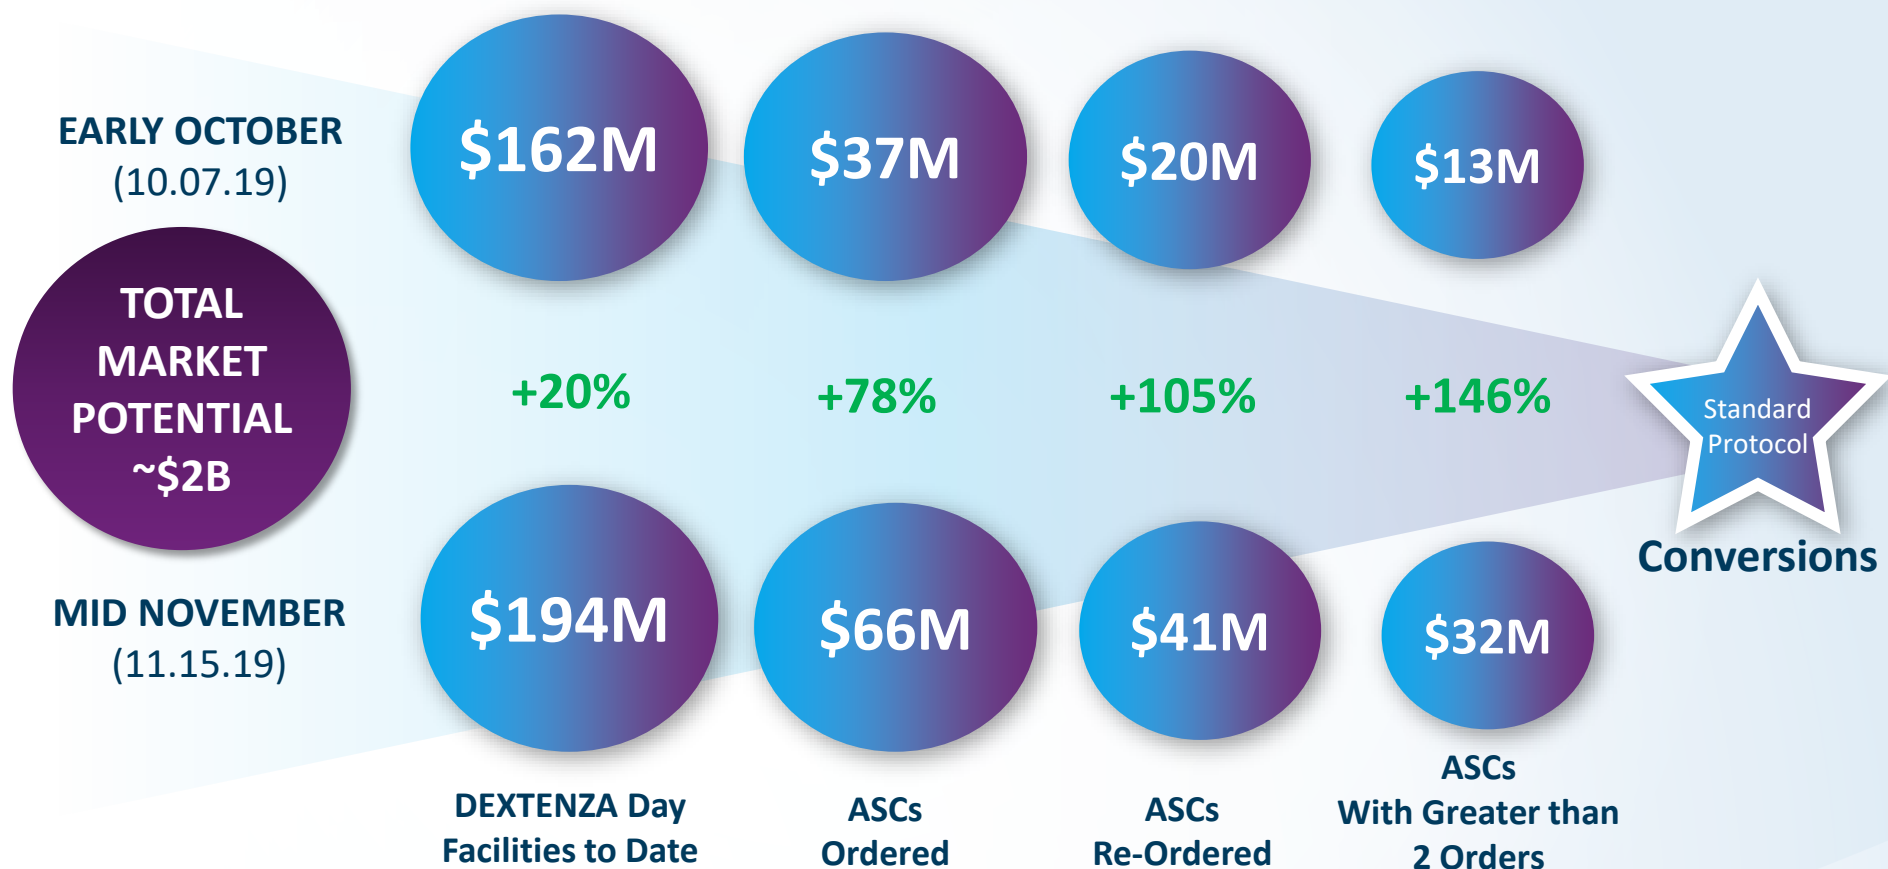 EARLY OCTOBER
(10.07.19)
$162M
$37M
$20M
$13M
TOTAL
MARKET
POTENTIAL
~$2B
+20%
+78%
+105%
+146%
Standard
Protocol
Conversions
MID NOVEMBER
(11.15.19)
$194M
$66M
$41M
$32M
DEXTENZA Day
Facilities to Date
ASCs
Ordered
ASCs
Re-Ordered
ASCs
With Greater than
2 Orders